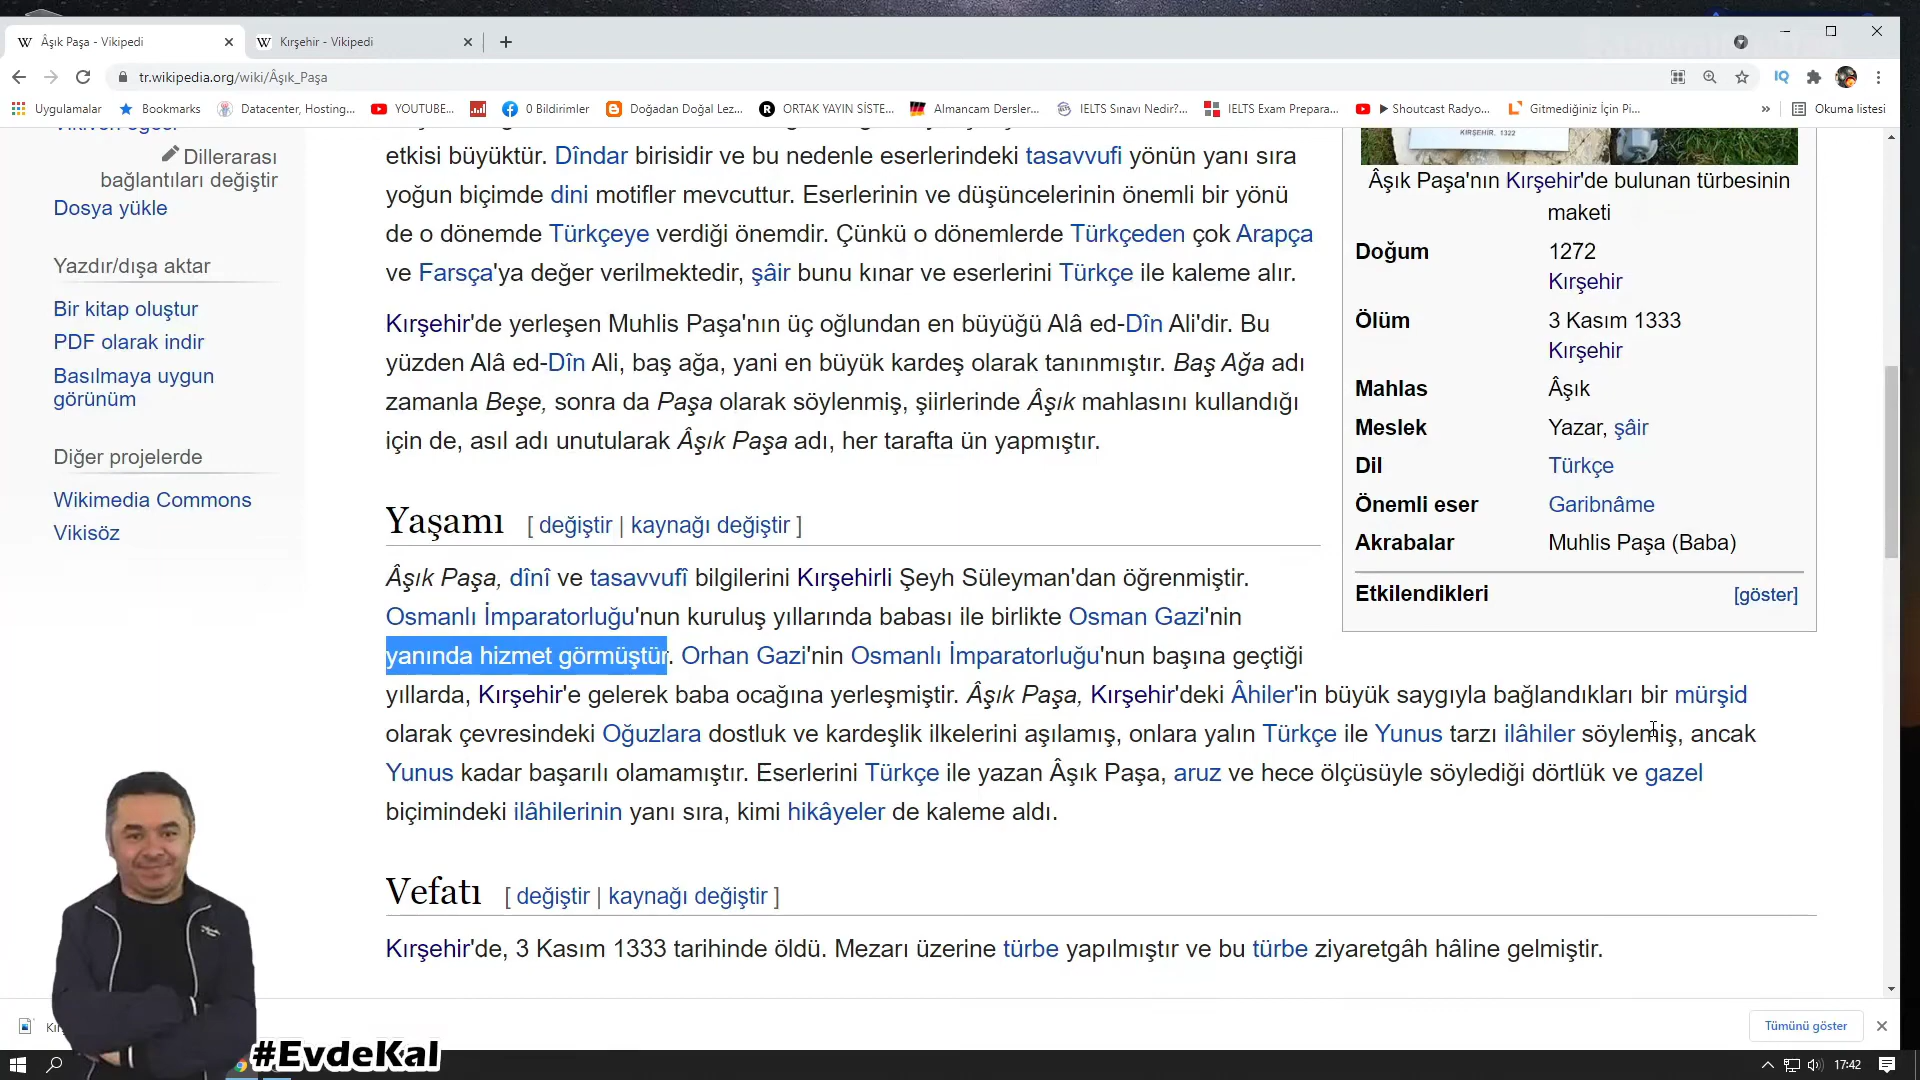 Âşık Paşa - Vikipedi
Kırşehir - Vikipedi
tr.wikipedia.org/wiki/Âşık_Paşa
IQ
Uygulamalar
Bookmarks
Datacenter, Hosting...
YOUTUBE...
0 Bildirimler
Doğadan Doğal Lez...
ORTAK YAYIN SİSTE...
Almancam Dersler...
IELTS Sınavı Nedir?...
IELTS Exam Prepara...
Shoutcast Radyo...
Gitmediğiniz İçin Pi...
»
Okuma listesi
Dillerarası
bağlantıları değiştir
Dosya yükle
Yazdır/dışa aktar
Bir kitap oluştur
PDF olarak indir
Basılmaya uygun
görünüm
Diğer projelerde
Wikimedia Commons
Vikisöz
etkisi büyüktür. Dîndar birisidir ve bu nedenle eserlerindeki tasavvufi yönün yanı sıra
yoğun biçimde dini motifler mevcuttur. Eserlerinin ve düşüncelerinin önemli bir yönü
de o dönemde Türkçeye verdiği önemdir. Çünkü o dönemlerde Türkçeden çok Arapça
ve Farsça'ya değer verilmektedir, şâir bunu kınar ve eserlerini Türkçe ile kaleme alır.
Kırşehir'de yerleşen Muhlis Paşa'nın üç oğlundan en büyüğü Alâ ed-Dîn Ali'dir. Bu
yüzden Alâ ed-Dîn Ali, baş ağa, yani en büyük kardeş olarak tanınmıştır. Baş Ağa adı
zamanla Beşe, sonra da Paşa olarak söylenmiş, şiirlerinde Âşık mahlasını kullandığı
için de, asıl adı unutularak Âşık Paşa adı, her tarafta ün yapmıştır.
Yaşamı [ değiştir | kaynağı değiştir ]
Âşık Paşa, dînî ve tasavvufî bilgilerini Kırşehirli Şeyh Süleyman'dan öğrenmiştir.
Osmanlı İmparatorluğu'nun kuruluş yıllarında babası ile birlikte Osman Gazi'nin
yanında hizmet görmüştür. Orhan Gazi'nin Osmanlı İmparatorluğu'nun başına geçtiği
yıllarda, Kırşehir'e gelerek baba ocağına yerleşmiştir. Âşık Paşa, Kırşehir'deki Âhiler'in büyük saygıyla bağlandıkları bir mürşid
olarak çevresindeki Oğuzlara dostluk ve kardeşlik ilkelerini aşılamış, onlara yalın Türkçe ile Yunus tarzı ilâhiler söylemiş, ancak
Yunus kadar başarılı olamamıştır. Eserlerini Türkçe ile yazan Âşık Paşa, aruz ve hece ölçüsüyle söylediği dörtlük ve gazel
biçimindeki ilâhilerinin yanı sıra, kimi hikâyeler de kaleme aldı.
Vefatı [ değiştir | kaynağı değiştir ]
Kırşehir'de, 3 Kasım 1333 tarihinde öldü. Mezarı üzerine türbe yapılmıştır ve bu türbe ziyaretgâh hâline gelmiştir.
KIRŞEHİR. 1322
Âşık Paşa'nın Kırşehir'de bulunan türbesinin
maketi
Doğum 1272
Kırşehir
Ölüm 3 Kasım 1333
Kırşehir
Mahlas Âşık
Meslek Yazar, şâir
Dil Türkçe
Önemli eser Garibnâme
Akrabalar Muhlis Paşa (Baba)
Etkilendikleri [göster]
Tümünü göster
#EvdeKal
17:42